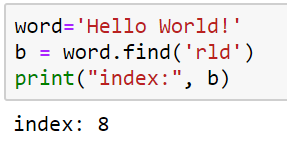 word='Hello World!'
b = word.find('rld')
print("index:", b)
index: 8